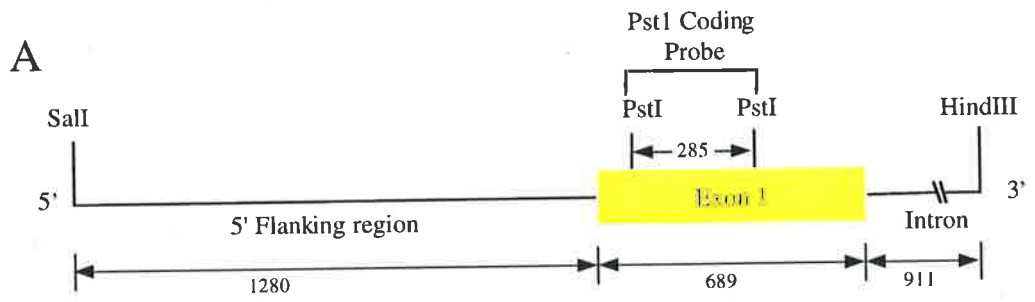 A
Pst1 Coding
Probe
SalI
PstI
PstI
HindIII
285
5'
Exon 1
3'
5' Flanking region
Intron
1280
689
911